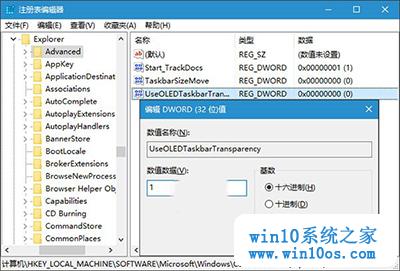 注册表编辑器
文件(F) 编辑(E) 查看(V) 收藏夹(A) 帮助(H)
Explorer
Advanced
AppKey
ApplicationDestinat
Associations
AutoComplete
AutoplayExtensions
AutoplayHandlers
BannerStore
BootLocale
BrokerExtensions
BrowseNewProcess
Browser Helper Obj
Capabilities
CD Burning
CommandStore
CommonPlaces
名称 类型 数据
(默认) REG_SZ (数值未设置)
Start_TrackDocs REG_DWORD 0x00000001 (1)
TaskbarSizeMove REG_DWORD 0x00000000 (0)
UseOLEDTaskbarTran... REG_DWORD 0x00000000 (0)
编辑 DWORD (32 位)值
数值名称(N):
UseOLEDTaskbarTransparency
数值数据(V): 基数
1 十六进制(H)
十进制(D)
计算机\HKEY_LOCAL_MACHINE\SOFTWARE\Microsoft\Windows\
win10系统之家
www.win10os.com